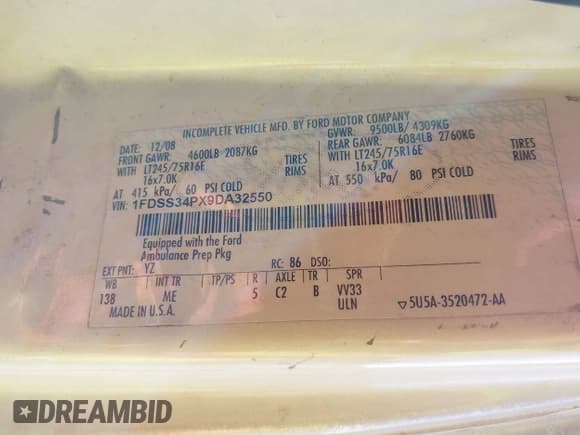 INCOMPLETE VEHICLE MFD. BY FORD MOTOR COMPANY
DATE: 12/08 GVWR: 9500LB/ 4309KG
FRONT GAWR: 4600LB 2087KG REAR GAWR: 6084LB 2760KG
WITH LT245/75R16E TIRES WITH LT245/75R16E TIRES
16x7.0K RIMS 16x7.0K RIMS
AT 415 kPa/ 60 PSI COLD AT 550 kPa/ 80 PSI COLD
VIN: 1FDSS34PX9DA32550
Equipped with the Ford
Ambulance Prep Pkg
EXT PNT: YZ RC: 86 DSO:
WB INT TR TP/PS R AXLE TR SPR
138 ME 5 C2 B VV33
MADE IN U.S.A. ULN ▽5U5A-3520472-AA
DREAMBID